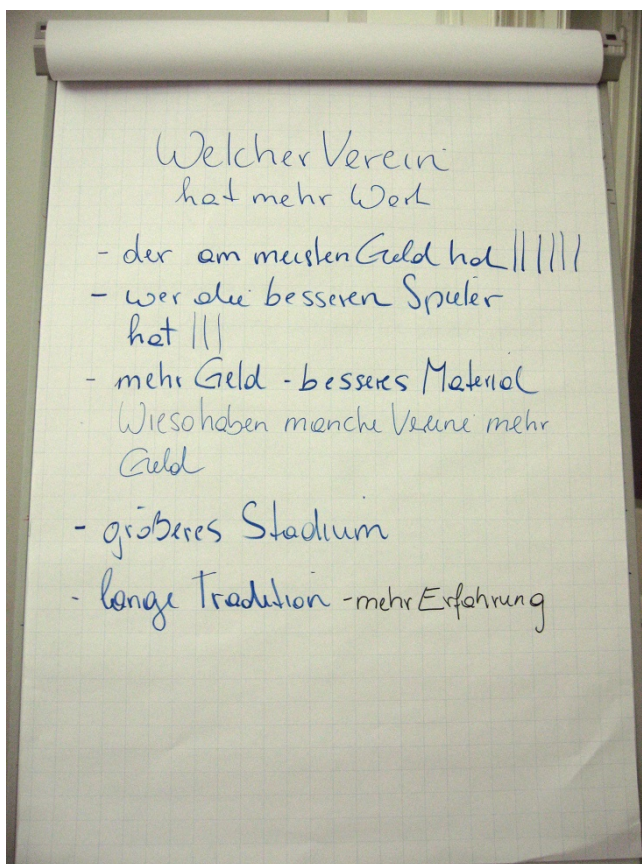 Welcher Verein
hat mehr Wert
- der am meisten Geld hat ||||||
- wer die besseren Spieler
hat |||
- mehr Geld - besseres Material
Wieso haben manche Vereine mehr
Geld
- größeres Stadium
- lange Tradition - mehr Erfahrung